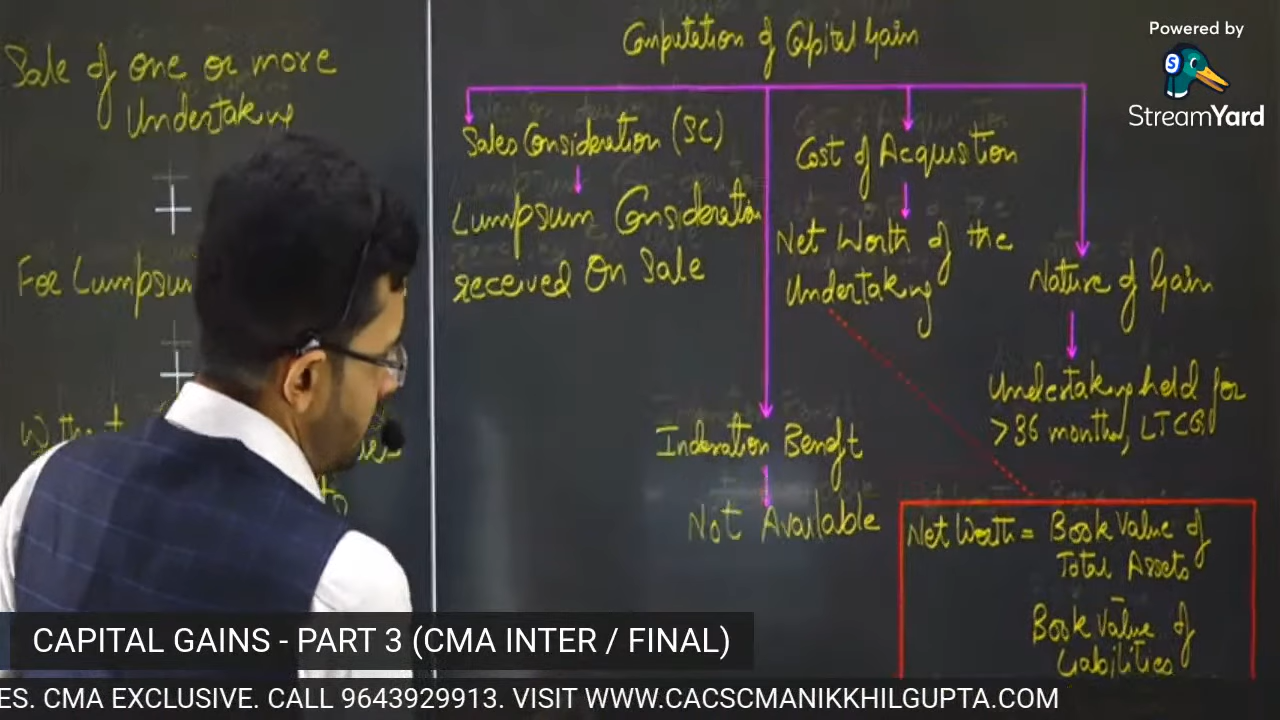 Sale of one or more
Undertaking
+
For Lumpsum
+
Computation of Capital Gain
Sales Consideration (SC)
Lumpsum Consideration
received On Sale
Cost of Acquisition
Net Worth of the
Undertaking
Nature of Gain
Undertaking held for
>36 months, LTCG
Indexation Benefit
Not Available
Net Worth = Book Value of
Total Assets
Book Value of
Liabilities
Powered by
S
StreamYard
CAPITAL GAINS - PART 3 (CMA INTER / FINAL)
ES. CMA EXCLUSIVE. CALL 9643929913. VISIT WWW.CACSCMANIKKHILGUPTA.COM